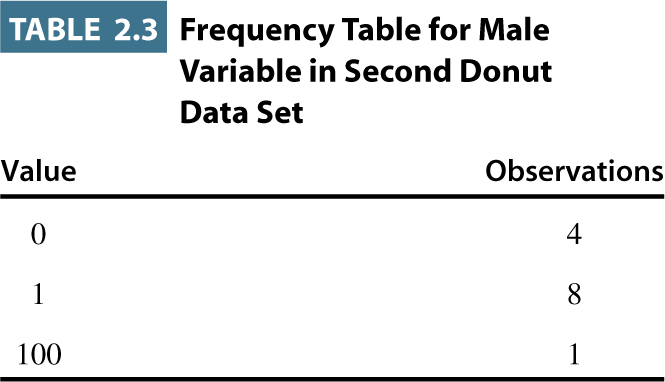 TABLE 2.3 Frequency Table for Male
Variable in Second Donut
Data Set
Value Observations
0 4
1 8
100 1